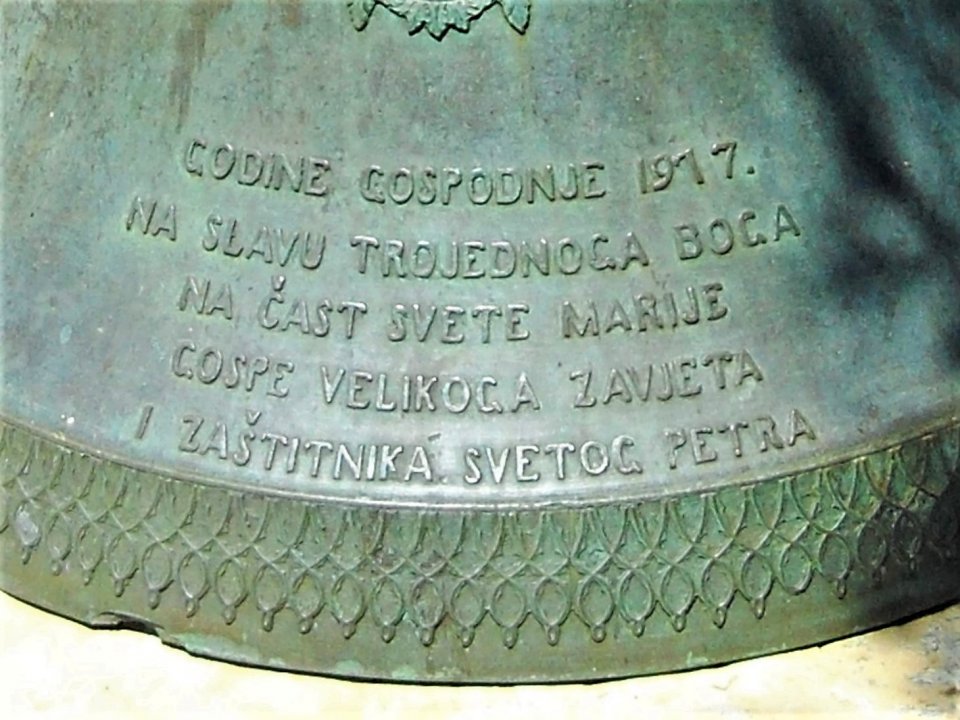 GODINE GOSPODNJE 1917.
NA SLAVU TROJEDNOGA BOGA
NA ČAST SVETE MARIJE
GOSPE VELIKOGA ZAVJETA
I ZAŠTITNIKA SVETOG PETRA